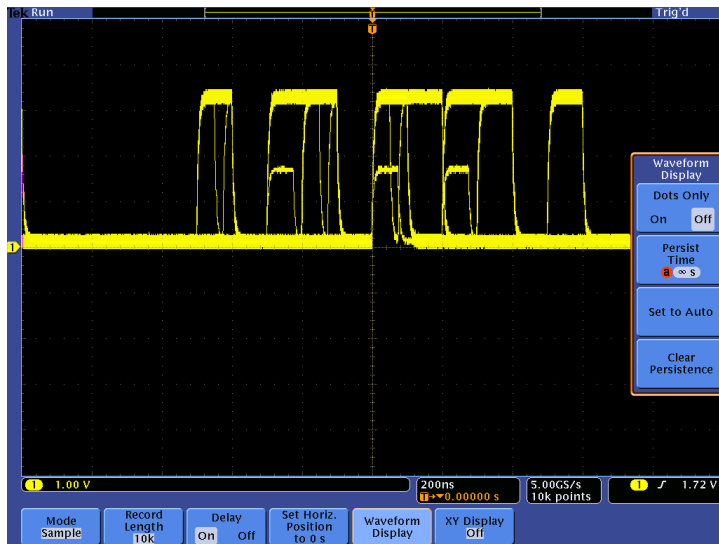 Tek Run Trig'd
T
T
1
Waveform
Display
Dots Only
On Off
Persist
Time
a ∞ s
Set to Auto
Clear
Persistence
1 1.00 V
200ns
T→▼0.00000 s
5.00GS/s
10k points
1 ∫ 1.72 V
Mode
Sample
Record
Length
10k
Delay
On Off
Set Horiz.
Position
to 0 s
Waveform
Display
XY Display
Off